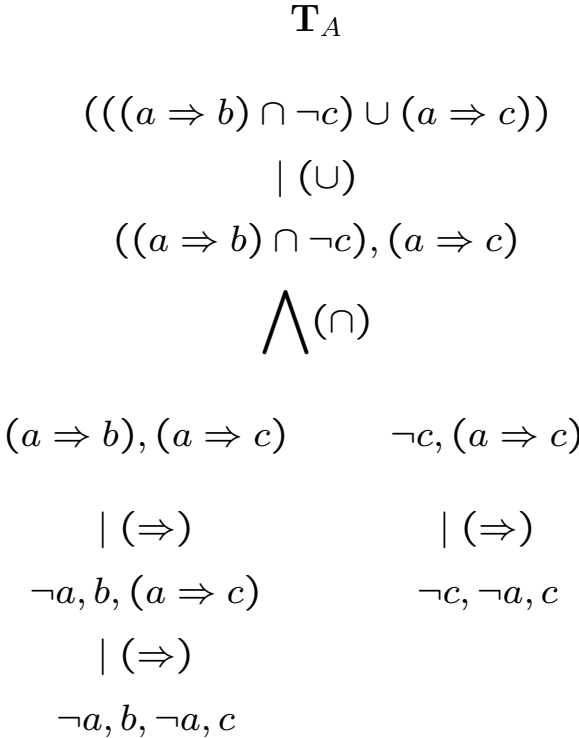 T_A
(((a ⇒ b) ∩ ¬c) ∪ (a ⇒ c))
| (∪)
((a ⇒ b) ∩ ¬c), (a ⇒ c)
⋀(∩)
(a ⇒ b), (a ⇒ c) ¬c, (a ⇒ c)
| (⇒) | (⇒)
¬a, b, (a ⇒ c) ¬c, ¬a, c
| (⇒)
¬a, b, ¬a, c